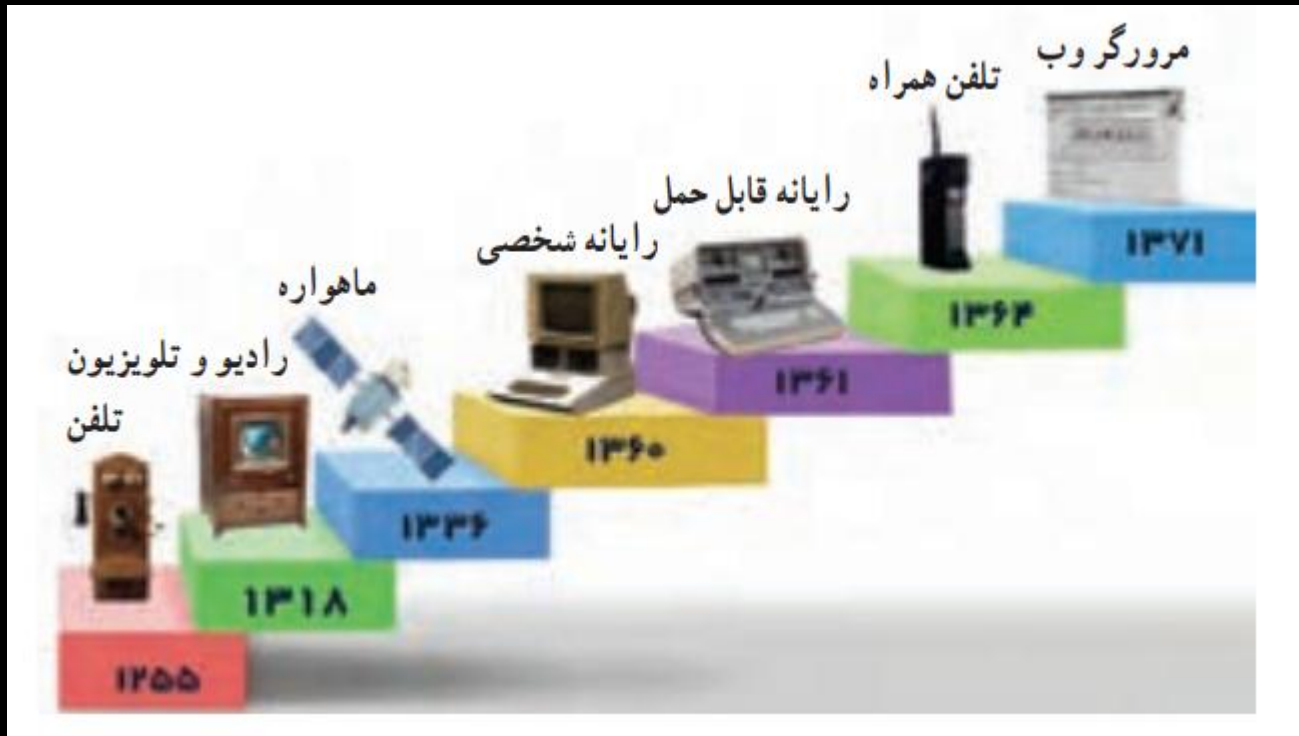 مرورگر وب
تلفن همراه
رایانه قابل حمل
رایانه شخصی
ماهواره
رادیو و تلویزیون
تلفن
۱۳۷۱
۱۳۶۴
۱۳۶۱
۱۳۶۰
۱۳۳۶
۱۳۱۸
۱۲۵۵